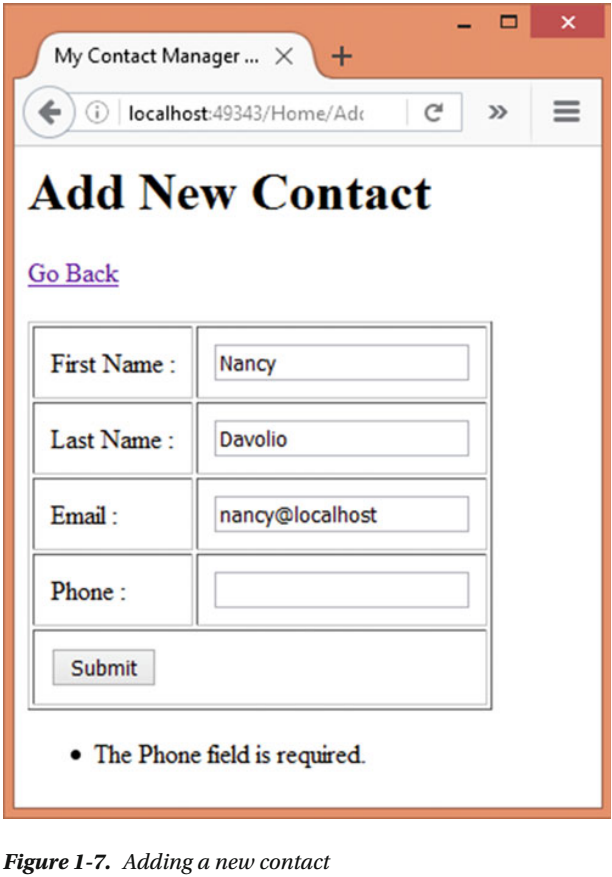 My Contact Manager ...
localhost:49343/Home/Add
Add New Contact
Go Back
First Name : Nancy
Last Name : Davolio
Email : nancy@localhost
Phone :
Submit
• The Phone field is required.
Figure 1-7. Adding a new contact